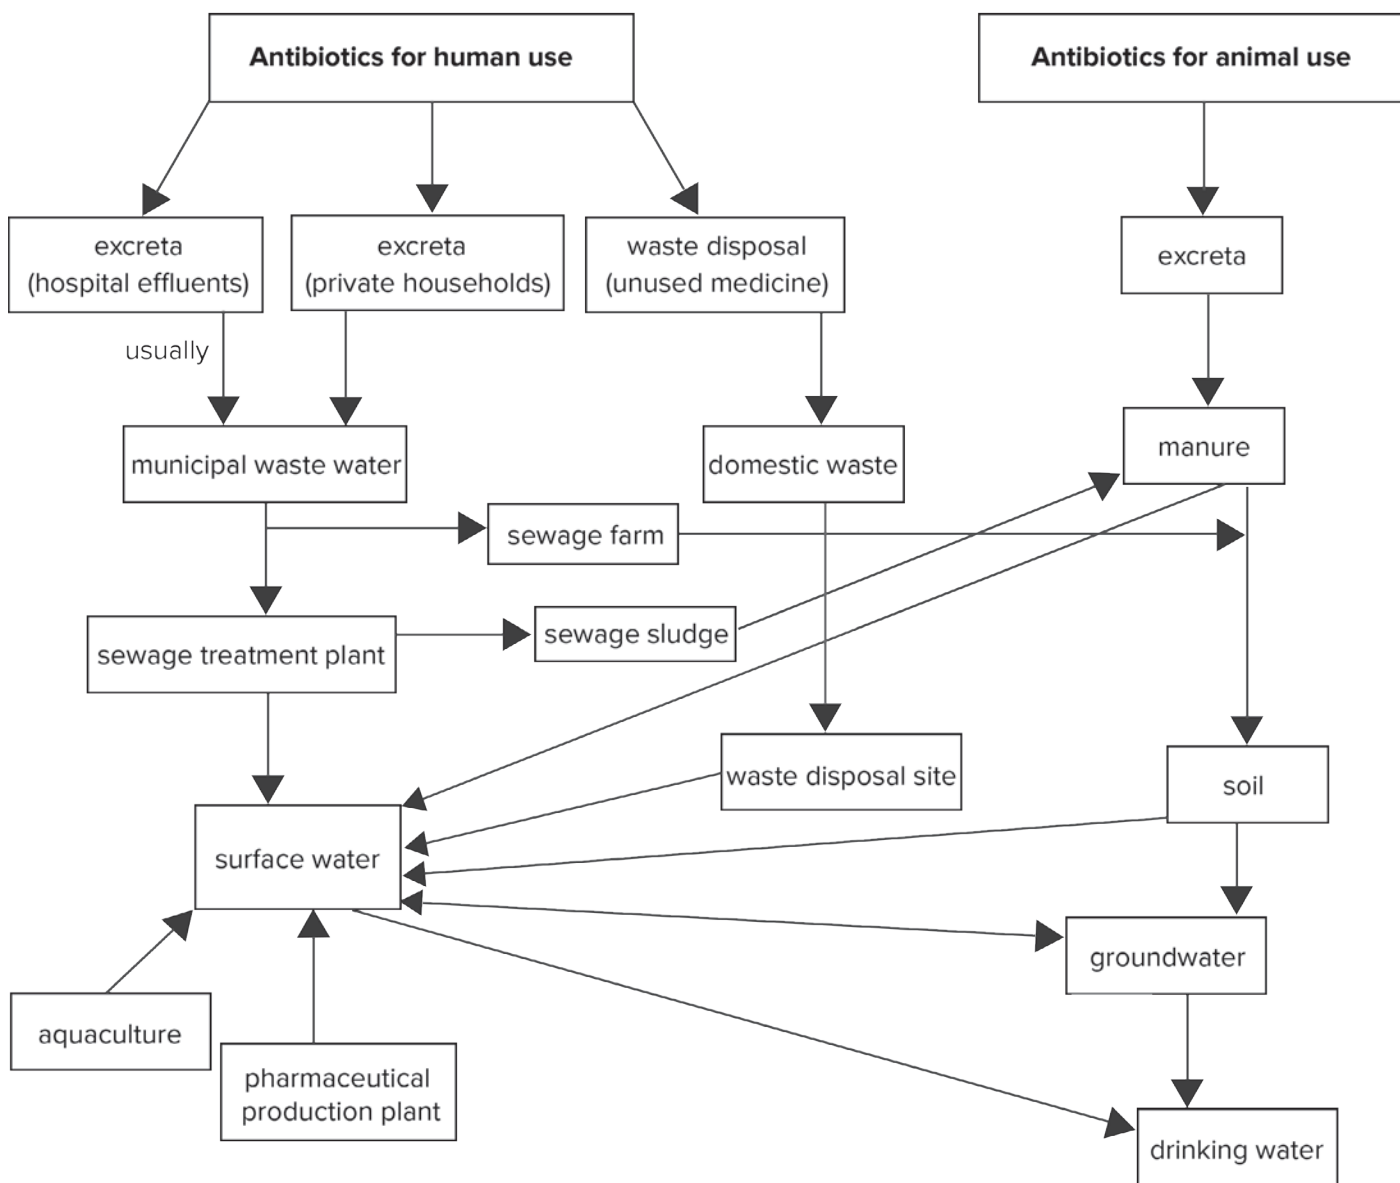 Antibiotics for human use
Antibiotics for animal use
excreta
(hospital effluents)
excreta
(private households)
waste disposal
(unused medicine)
excreta
usually
municipal waste water
domestic waste
manure
sewage farm
sewage treatment plant
sewage sludge
waste disposal site
soil
surface water
groundwater
aquaculture
pharmaceutical
production plant
drinking water